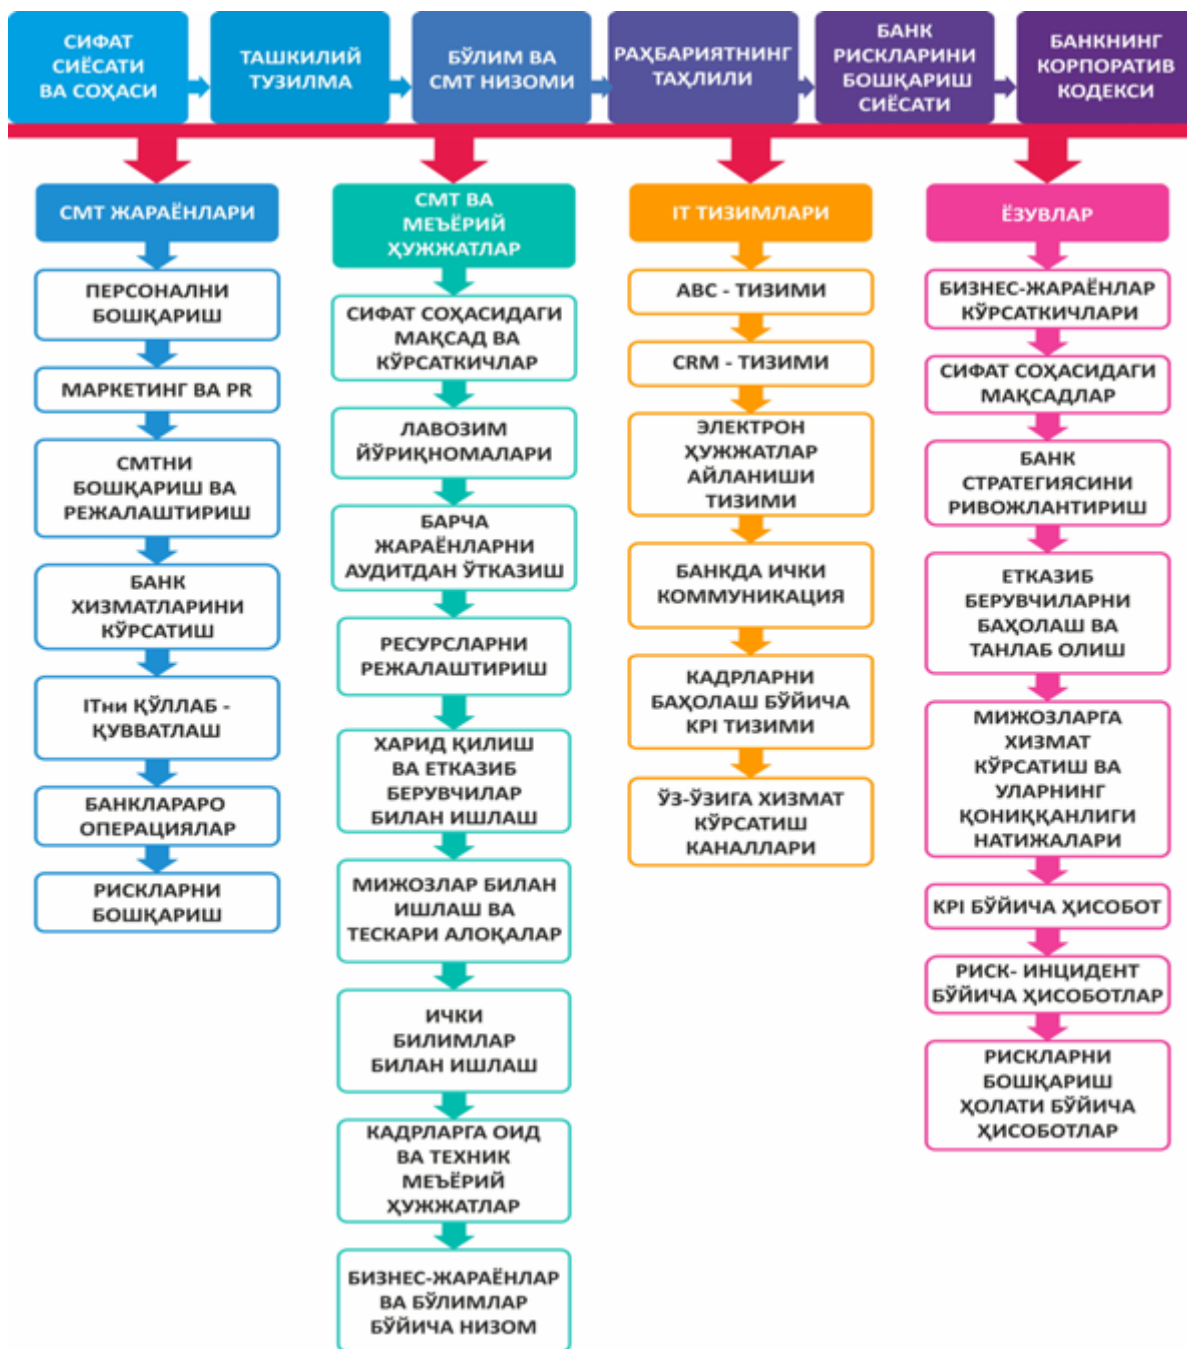 СИФАТ
СИЁСАТИ
ВА СОҲАСИ
ТАШКИЛИЙ
ТУЗИЛМА
БЎЛИМ ВА
СМТ НИЗОМИ
РАҲБАРИЯТНИНГ
ТАҲЛИЛИ
БАНК
РИСКЛАРИНИ
БОШҚАРИШ
СИЁСАТИ
БАНКНИНГ
КОРПОРАТИВ
КОДЕКСИ
СМТ ЖАРАЁНЛАРИ
ПЕРСОНАЛНИ
БОШҚАРИШ
МАРКЕТИНГ ВА PR
СМТНИ
БОШҚАРИШ ВА
РЕЖАЛАШТИРИШ
БАНК
ХИЗМАТЛАРИНИ
КЎРСАТИШ
ITни ҚЎЛЛАБ -
ҚУВВАТЛАШ
БАНКЛАРАРО
ОПЕРАЦИЯЛАР
РИСКЛАРНИ
БОШҚАРИШ
СМТ ВА
МЕЪЁРИЙ
ҲУЖЖАТЛАР
СИФАТ СОҲАСИДАГИ
МАҚСАД ВА
КЎРСАТКИЧЛАР
ЛАВОЗИМ
ЙЎРИҚНОМАЛАРИ
БАРЧА
ЖАРАЁНЛАРНИ
АУДИТДАН ЎТКАЗИШ
РЕСУРСЛАРНИ
РЕЖАЛАШТИРИШ
ХАРИД ҚИЛИШ
ВА ЕТКАЗИБ
БЕРУВЧИЛАР
БИЛАН ИШЛАШ
МИЖОЗЛАР БИЛАН
ИШЛАШ ВА
ТЕСКАРИ АЛОҚАЛАР
ИЧКИ
БИЛИМЛАР
БИЛАН ИШЛАШ
КАДРЛАРГА ОИД
ВА ТЕХНИК
МЕЪЁРИЙ
ҲУЖЖАТЛАР
БИЗНЕС-ЖАРАЁНЛАР
ВА БЎЛИМЛАР
БЎЙИЧА НИЗОМ
IT ТИЗИМЛАРИ
АВС - ТИЗИМИ
CRM - ТИЗИМИ
ЭЛЕКТРОН
ҲУЖЖАТЛАР
АЙЛАНИШИ
ТИЗИМИ
БАНКДА ИЧКИ
КОММУНИКАЦИЯ
КАДРЛАРНИ
БАҲОЛАШ БЎЙИЧА
KPI ТИЗИМИ
ЎЗ-ЎЗИГА ХИЗМАТ
КЎРСАТИШ
КАНАЛЛАРИ
ЁЗУВЛАР
БИЗНЕС-ЖАРАЁНЛАР
КЎРСАТКИЧЛАРИ
СИФАТ СОҲАСИДАГИ
МАҚСАДЛАР
БАНК
СТРАТЕГИЯСИНИ
РИВОЖЛАНТИРИШ
ЕТКАЗИБ
БЕРУВЧИЛАРНИ
БАҲОЛАШ ВА
ТАНЛАБ ОЛИШ
МИЖОЗЛАРГА
ХИЗМАТ
КЎРСАТИШ ВА
УЛАРНИНГ
ҚОНИҚҚАНЛИГИ
НАТИЖАЛАРИ
KPI БЎЙИЧА ҲИСОБОТ
РИСК- ИНЦИДЕНТ
БЎЙИЧА ҲИСОБОТЛАР
РИСКЛАРНИ
БОШҚАРИШ
ҲОЛАТИ БЎЙИЧА
ҲИСОБОТЛАР